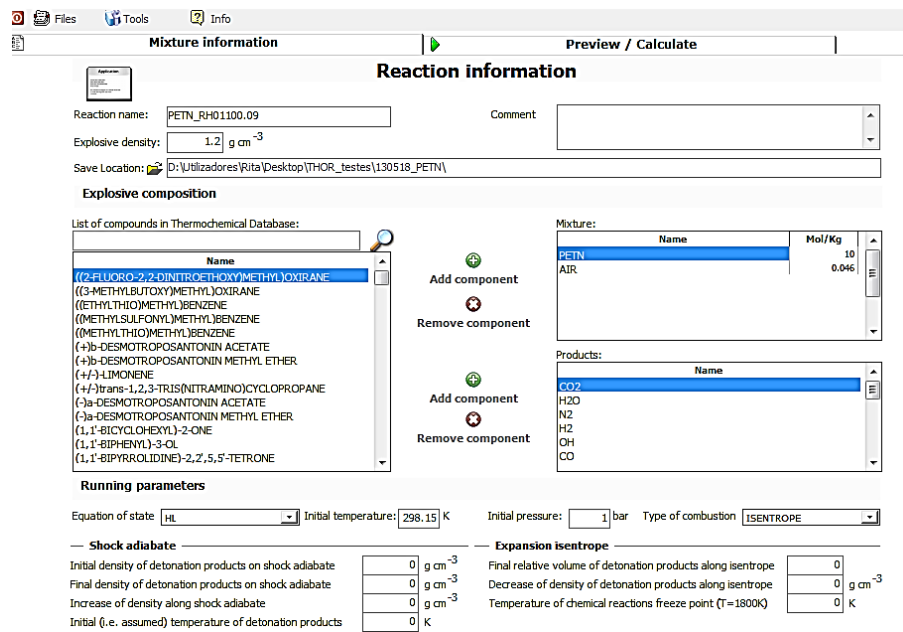 Files Tools Info
Mixture information Preview / Calculate
Reaction information
Reaction name: PETN_RH01100.09 Comment
Explosive density: 1.2 g cm-3
Save Location: D:\Utilizadores\Rita\Desktop\THOR_testes\130518_PETN\
Explosive composition
List of compounds in Thermochemical Database:
Name
((2-FLUORO-2,2-DINITROETHOXY)METHYL)OXIRANE
((3-METHYLBUTOXY)METHYL)OXIRANE
((ETHYLTHIO)METHYL)BENZENE
((METHYLSULFONYL)METHYL)BENZENE
((METHYLTHIO)METHYL)BENZENE
(+)b-DESMOTROPOSANTONIN ACETATE
(+)b-DESMOTROPOSANTONIN METHYL ETHER
(+/-)-LIMONENE
(+/-)trans-1,2,3-TRIS(NITRAMINO)CYCLOPROPANE
(-)a-DESMOTROPOSANTONIN ACETATE
(-)a-DESMOTROPOSANTONIN METHYL ETHER
(1,1'-BICYCLOHEXYL)-2-ONE
(1,1'-BIPHENYL)-3-OL
(1,1'-BIPYRROLIDINE)-2,2',5,5'-TETRONE
Add component
Remove component
Add component
Remove component
Mixture:
Name Mol/Kg
PETN 10
AIR 0.046
Products:
Name
CO2
H2O
N2
H2
OH
CO
Running parameters
Equation of state HL Initial temperature: 298.15 K Initial pressure: 1 bar Type of combustion ISENTROPE
Shock adiabate
Initial density of detonation products on shock adiabate 0 g cm-3
Final density of detonation products on shock adiabate 0 g cm-3
Increase of density along shock adiabate 0 g cm-3
Initial (i.e. assumed) temperature of detonation products 0 K
Expansion isentrope
Final relative volume of detonation products along isentrope 0
Decrease of density of detonation products along isentrope 0 g cm-3
Temperature of chemical reactions freeze point (T=1800K) 0 K